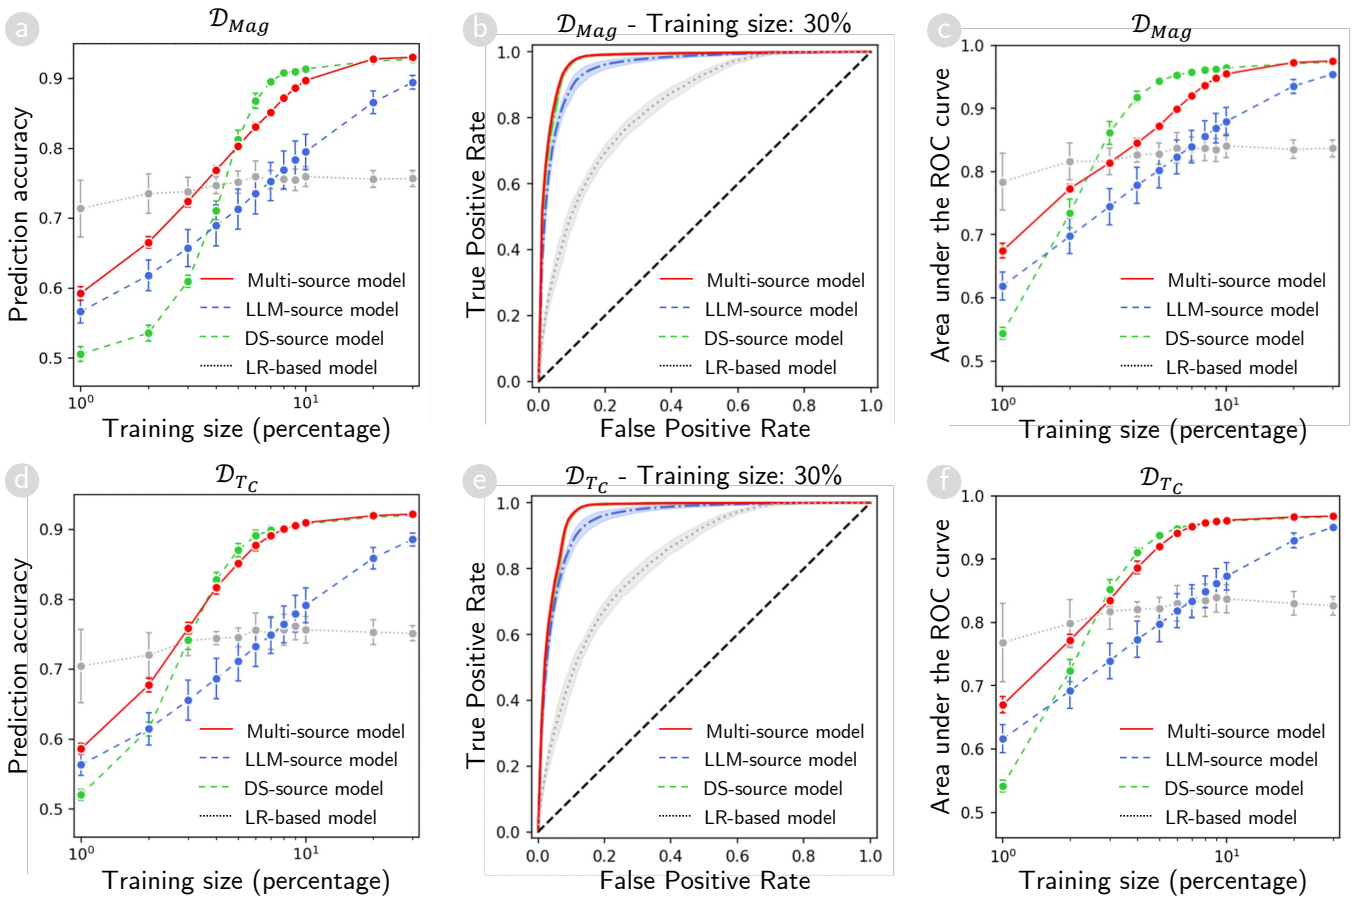 a
𝒟_Mag
Prediction accuracy
0.9
0.8
0.7
0.6
0.5
Multi-source model
LLM-source model
DS-source model
LR-based model
10⁰ 10¹
Training size (percentage)
b
𝒟_Mag - Training size: 30%
True Positive Rate
1.0
0.8
0.6
0.4
0.2
0.0
Multi-source model
LLM-source model
DS-source model
LR-based model
0.0 0.2 0.4 0.6 0.8 1.0
False Positive Rate
c
𝒟_Mag
Area under the ROC curve
1.0
0.9
0.8
0.7
0.6
0.5
Multi-source model
LLM-source model
DS-source model
LR-based model
10⁰ 10¹
Training size (percentage)
d
𝒟_T_C
Prediction accuracy
0.9
0.8
0.7
0.6
0.5
Multi-source model
LLM-source model
DS-source model
LR-based model
10⁰ 10¹
Training size (percentage)
e
𝒟_T_C - Training size: 30%
True Positive Rate
1.0
0.8
0.6
0.4
0.2
0.0
Multi-source model
LLM-source model
DS-source model
LR-based model
0.0 0.2 0.4 0.6 0.8 1.0
False Positive Rate
f
𝒟_T_C
Area under the ROC curve
1.0
0.9
0.8
0.7
0.6
0.5
Multi-source model
LLM-source model
DS-source model
LR-based model
10⁰ 10¹
Training size (percentage)